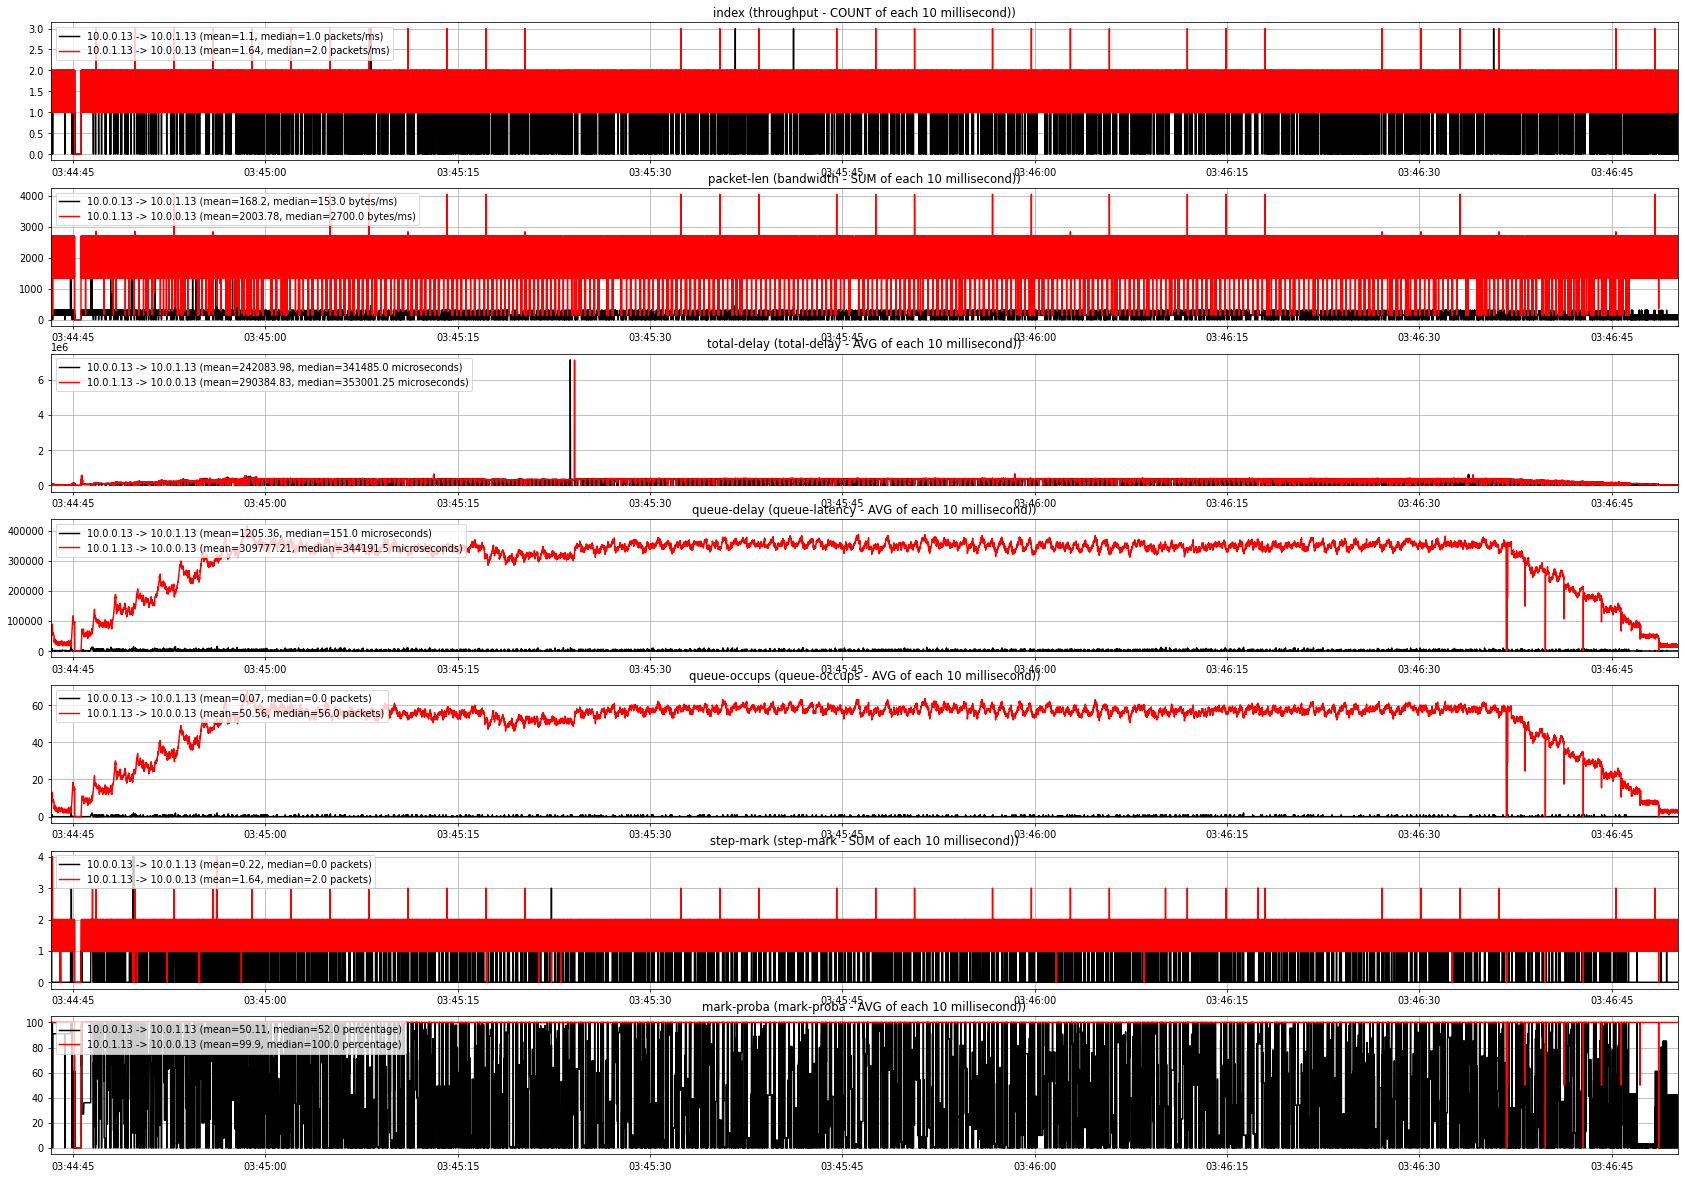 index (throughput - COUNT of each 10 millisecond))
3.0
2.5
2.0
1.5
1.0
0.5
0.0
10.0.0.13 -> 10.0.1.13 (mean=1.1, median=1.0 packets/ms)
10.0.1.13 -> 10.0.0.13 (mean=1.64, median=2.0 packets/ms)
03:44:45 03:45:00 03:45:15 03:45:30 03:45:45 03:46:00 03:46:15 03:46:30 03:46:45
packet-len (bandwidth - SUM of each 10 millisecond))
4000
3000
2000
1000
0
10.0.0.13 -> 10.0.1.13 (mean=168.2, median=153.0 bytes/ms)
10.0.1.13 -> 10.0.0.13 (mean=2003.78, median=2700.0 bytes/ms)
03:44:45 03:45:00 03:45:15 03:45:30 03:45:45 03:46:00 03:46:15 03:46:30 03:46:45
total-delay (total-delay - AVG of each 10 millisecond))
1e6
6
4
2
0
10.0.0.13 -> 10.0.1.13 (mean=242083.98, median=341485.0 microseconds)
10.0.1.13 -> 10.0.0.13 (mean=290384.83, median=353001.25 microseconds)
03:44:45 03:45:00 03:45:15 03:45:30 03:45:45 03:46:00 03:46:15 03:46:30 03:46:45
queue-delay (queue-latency - AVG of each 10 millisecond))
400000
300000
200000
100000
0
10.0.0.13 -> 10.0.1.13 (mean=1205.36, median=151.0 microseconds)
10.0.1.13 -> 10.0.0.13 (mean=309777.21, median=344191.5 microseconds)
03:44:45 03:45:00 03:45:15 03:45:30 03:45:45 03:46:00 03:46:15 03:46:30 03:46:45
queue-occups (queue-occups - AVG of each 10 millisecond))
60
40
20
0
10.0.0.13 -> 10.0.1.13 (mean=0.07, median=0.0 packets)
10.0.1.13 -> 10.0.0.13 (mean=50.56, median=56.0 packets)
03:44:45 03:45:00 03:45:15 03:45:30 03:45:45 03:46:00 03:46:15 03:46:30 03:46:45
step-mark (step-mark - SUM of each 10 millisecond))
4
3
2
1
0
10.0.0.13 -> 10.0.1.13 (mean=0.22, median=0.0 packets)
10.0.1.13 -> 10.0.0.13 (mean=1.64, median=2.0 packets)
03:44:45 03:45:00 03:45:15 03:45:30 03:45:45 03:46:00 03:46:15 03:46:30 03:46:45
mark-proba (mark-proba - AVG of each 10 millisecond))
100
80
60
40
20
0
10.0.0.13 -> 10.0.1.13 (mean=50.11, median=52.0 percentage)
10.0.1.13 -> 10.0.0.13 (mean=99.9, median=100.0 percentage)
03:44:45 03:45:00 03:45:15 03:45:30 03:45:45 03:46:00 03:46:15 03:46:30 03:46:45